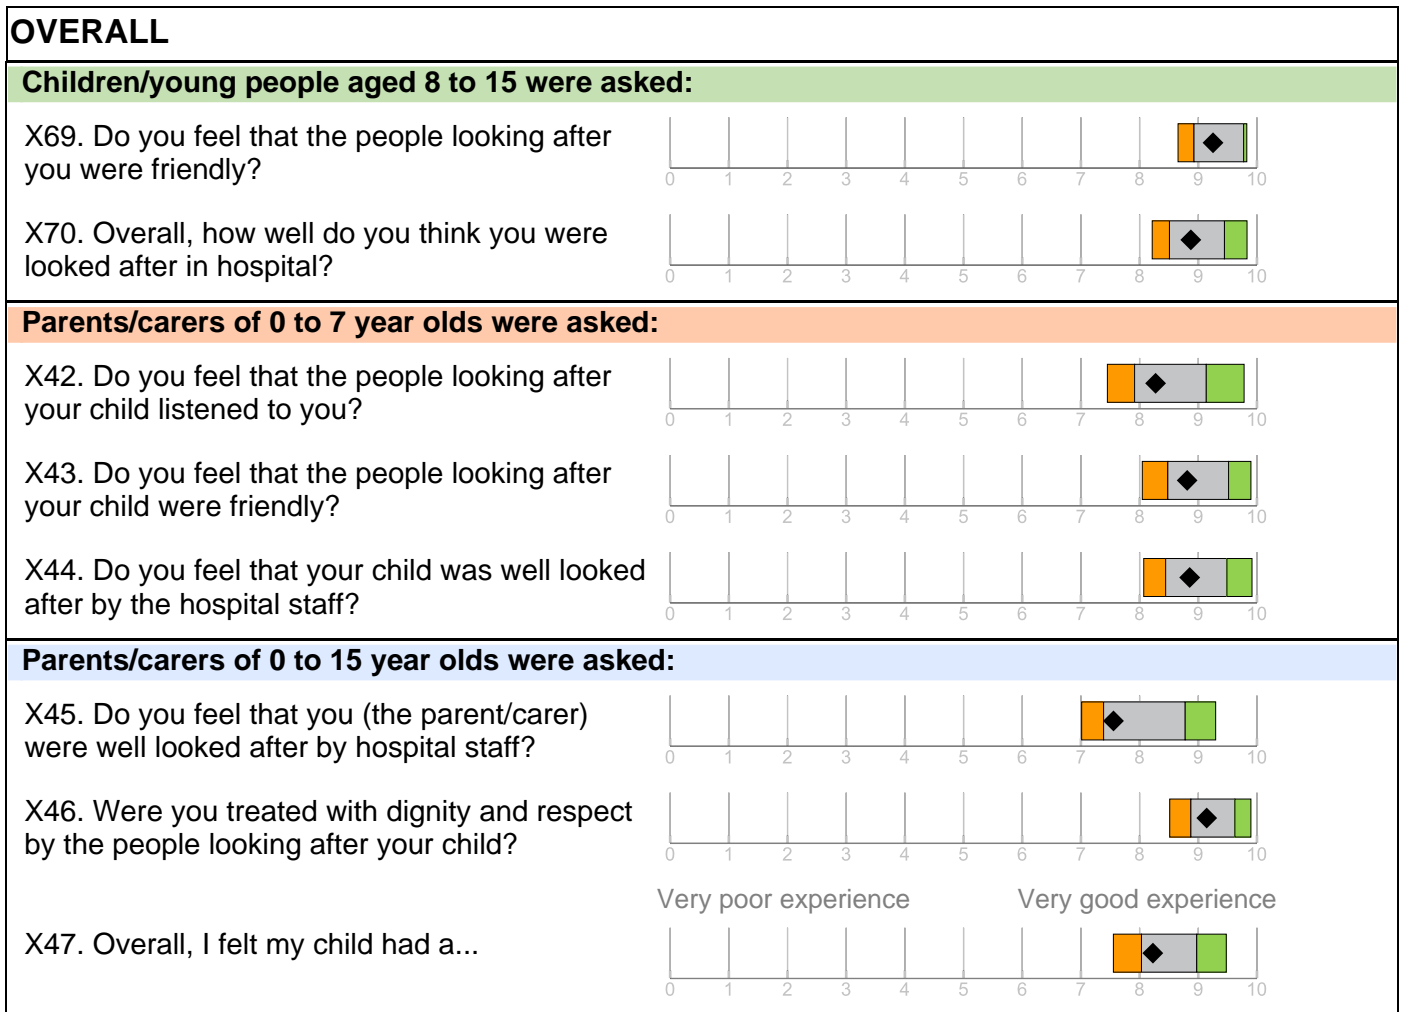 OVERALL
Children/young people aged 8 to 15 were asked:
X69. Do you feel that the people looking after
you were friendly?
0 1 2 3 4 5 6 7 8 9 10
X70. Overall, how well do you think you were
looked after in hospital?
0 1 2 3 4 5 6 7 8 9 10
Parents/carers of 0 to 7 year olds were asked:
X42. Do you feel that the people looking after
your child listened to you?
0 1 2 3 4 5 6 7 8 9 10
X43. Do you feel that the people looking after
your child were friendly?
0 1 2 3 4 5 6 7 8 9 10
X44. Do you feel that your child was well looked
after by the hospital staff?
0 1 2 3 4 5 6 7 8 9 10
Parents/carers of 0 to 15 year olds were asked:
X45. Do you feel that you (the parent/carer)
were well looked after by hospital staff?
0 1 2 3 4 5 6 7 8 9 10
X46. Were you treated with dignity and respect
by the people looking after your child?
0 1 2 3 4 5 6 7 8 9 10
Very poor experience Very good experience
X47. Overall, I felt my child had a...
0 1 2 3 4 5 6 7 8 9 10